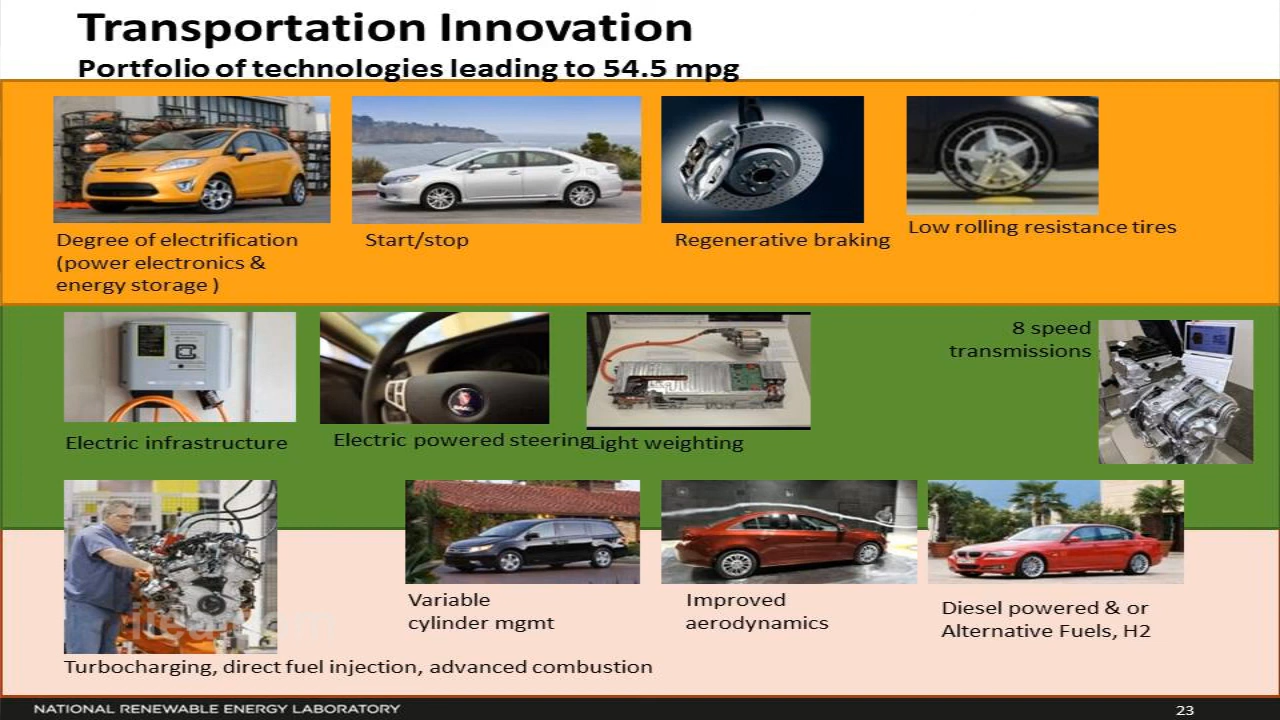 Transportation Innovation
Portfolio of technologies leading to 54.5 mpg
Degree of electrification
(power electronics &
energy storage )
Start/stop
Regenerative braking
Low rolling resistance tires
Electric infrastructure
Electric powered steering
Light weighting
8 speed
transmissions
Turbocharging, direct fuel injection, advanced combustion
Variable
cylinder mgmt
Improved
aerodynamics
Diesel powered & or
Alternative Fuels, H2
NATIONAL RENEWABLE ENERGY LABORATORY
23